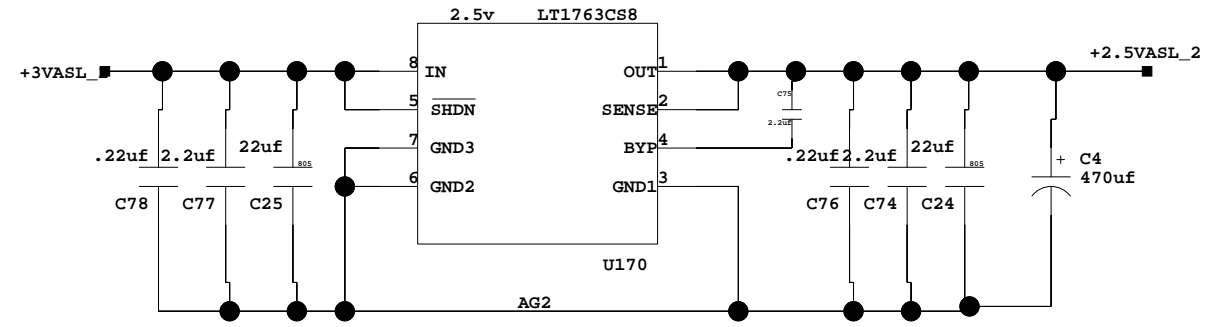 2.5v LT1763CS8
+3VASL_ 8 IN OUT 1 +2.5VASL_2
5 SHDN SENSE 2 C75
2.2uf
7 GND3 BYP 4
.22uf 2.2uf 22uf 805 .22uf 2.2uf 22uf 805 + C4
6 GND2 GND1 3 470uf
C78 C77 C25 C76 C74 C24
U170
AG2